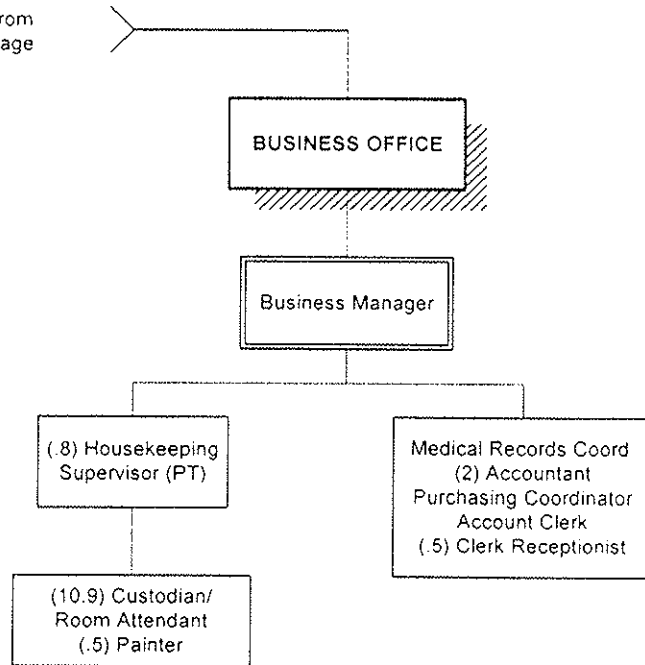 rom
age
BUSINESS OFFICE
Business Manager
(.8) Housekeeping
Supervisor (PT)
Medical Records Coord
(2) Accountant
Purchasing Coordinator
Account Clerk
(.5) Clerk Receptionist
(10.9) Custodian/
Room Attendant
(.5) Painter